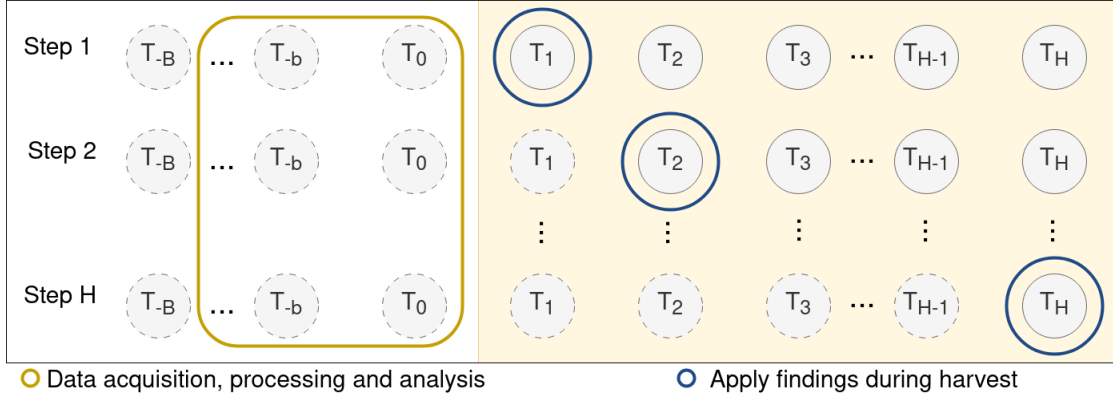 Step 1 T-B ... T-b T0 T1 T2 T3 ... TH-1 TH
Step 2 T-B ... T-b T0 T1 T2 T3 ... TH-1 TH
⋮ ⋮ ⋮ ⋮ ⋮
Step H T-B ... T-b T0 T1 T2 T3 ... TH-1 TH
Data acquisition, processing and analysis
Apply findings during harvest